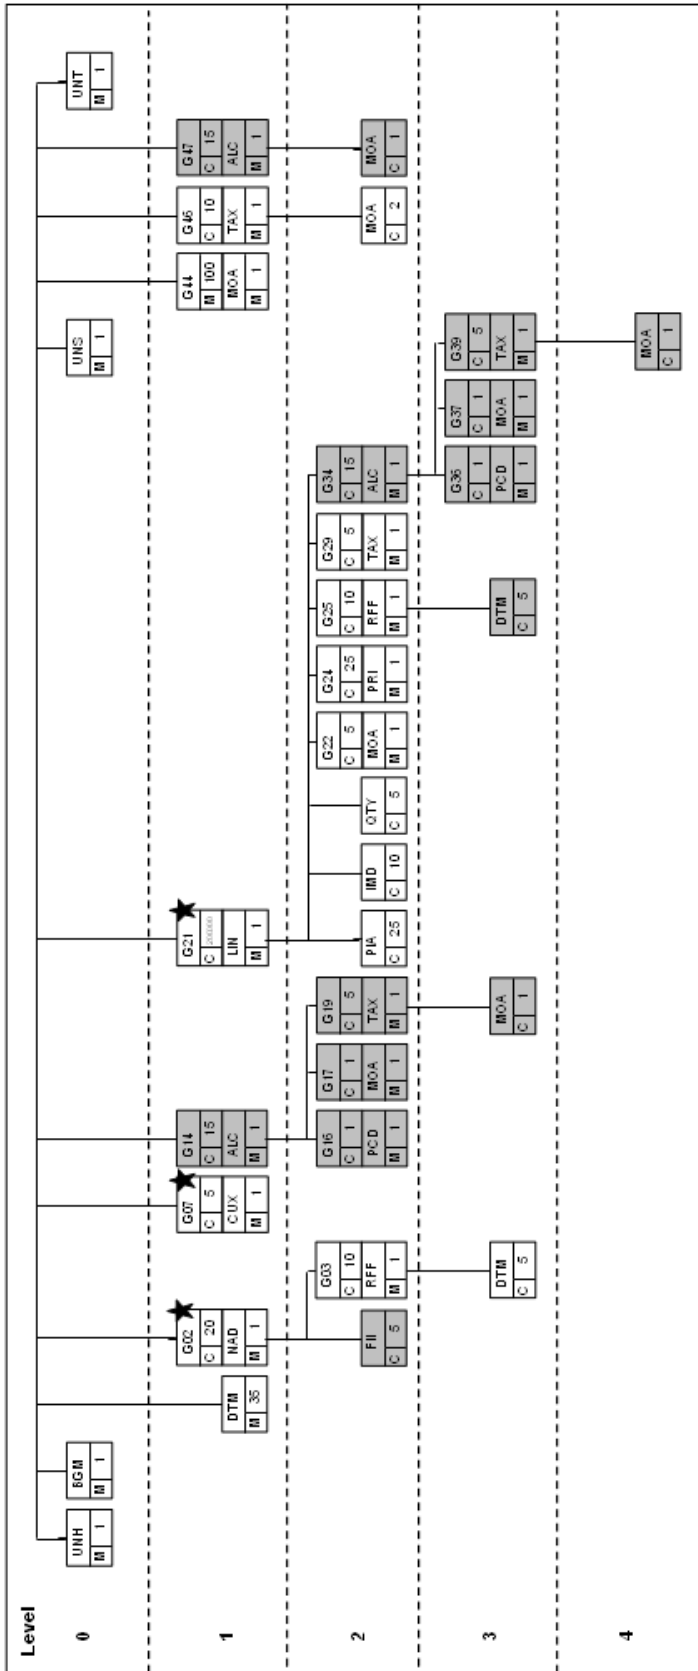 Level
0
UNH
M 1
BGM
M 1
UNS
M 1
UNT
M 1
1
DTM
M 35
G02
C 20
NAD
M 1
G07
C 5
CUX
M 1
G14
C 15
ALC
M 1
G21
C
LIN
M 1
G44
M 100
MOA
M 1
G46
C 10
TAX
M 1
G47
C 15
ALC
M 1
2
FII
C 5
G03
C 10
RFF
M 1
G16
C 1
PCD
M 1
G17
C 1
MOA
M 1
G19
C 5
TAX
M 1
PIA
C 25
IMD
C 10
QTY
C 5
G22
C 5
MOA
M 1
G24
C 25
PRI
M 1
G25
C 10
RFF
M 1
G29
C 5
TAX
M 1
G34
C 15
ALC
M 1
MOA
C 2
MOA
C 1
3
DTM
C 5
MOA
C 1
DTM
C 5
G36
C 1
PCD
M 1
G37
C 1
MOA
M 1
G39
C 5
TAX
M 1
4
MOA
C 1